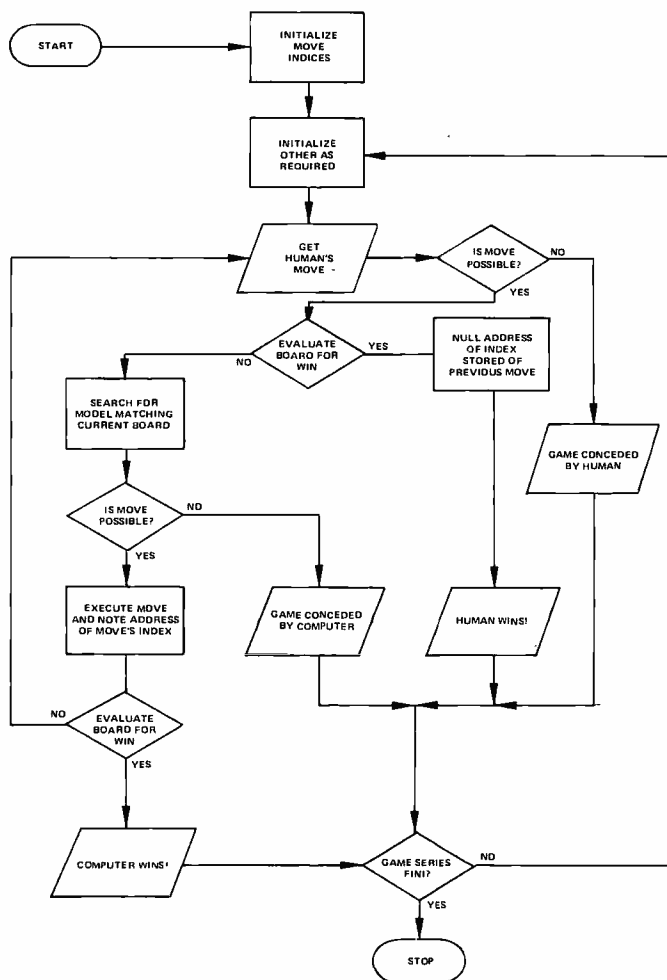 START
INITIALIZE
MOVE
INDICES
INITIALIZE
OTHER AS
REQUIRED
GET
HUMAN'S
MOVE
IS MOVE
POSSIBLE?
NO
YES
EVALUATE
BOARD FOR
WIN
NO
YES
NULL ADDRESS
OF INDEX
STORED OF
PREVIOUS MOVE
SEARCH FOR
MODEL MATCHING
CURRENT BOARD
GAME CONCEDED
BY HUMAN
IS MOVE
POSSIBLE?
NO
YES
EXECUTE MOVE
AND NOTE ADDRESS
OF MOVE'S INDEX
GAME CONCEDED
BY COMPUTER
HUMAN WINS!
NO
EVALUATE
BOARD FOR
WIN
YES
COMPUTER WINS!
GAME SERIES
FINI?
NO
YES
STOP